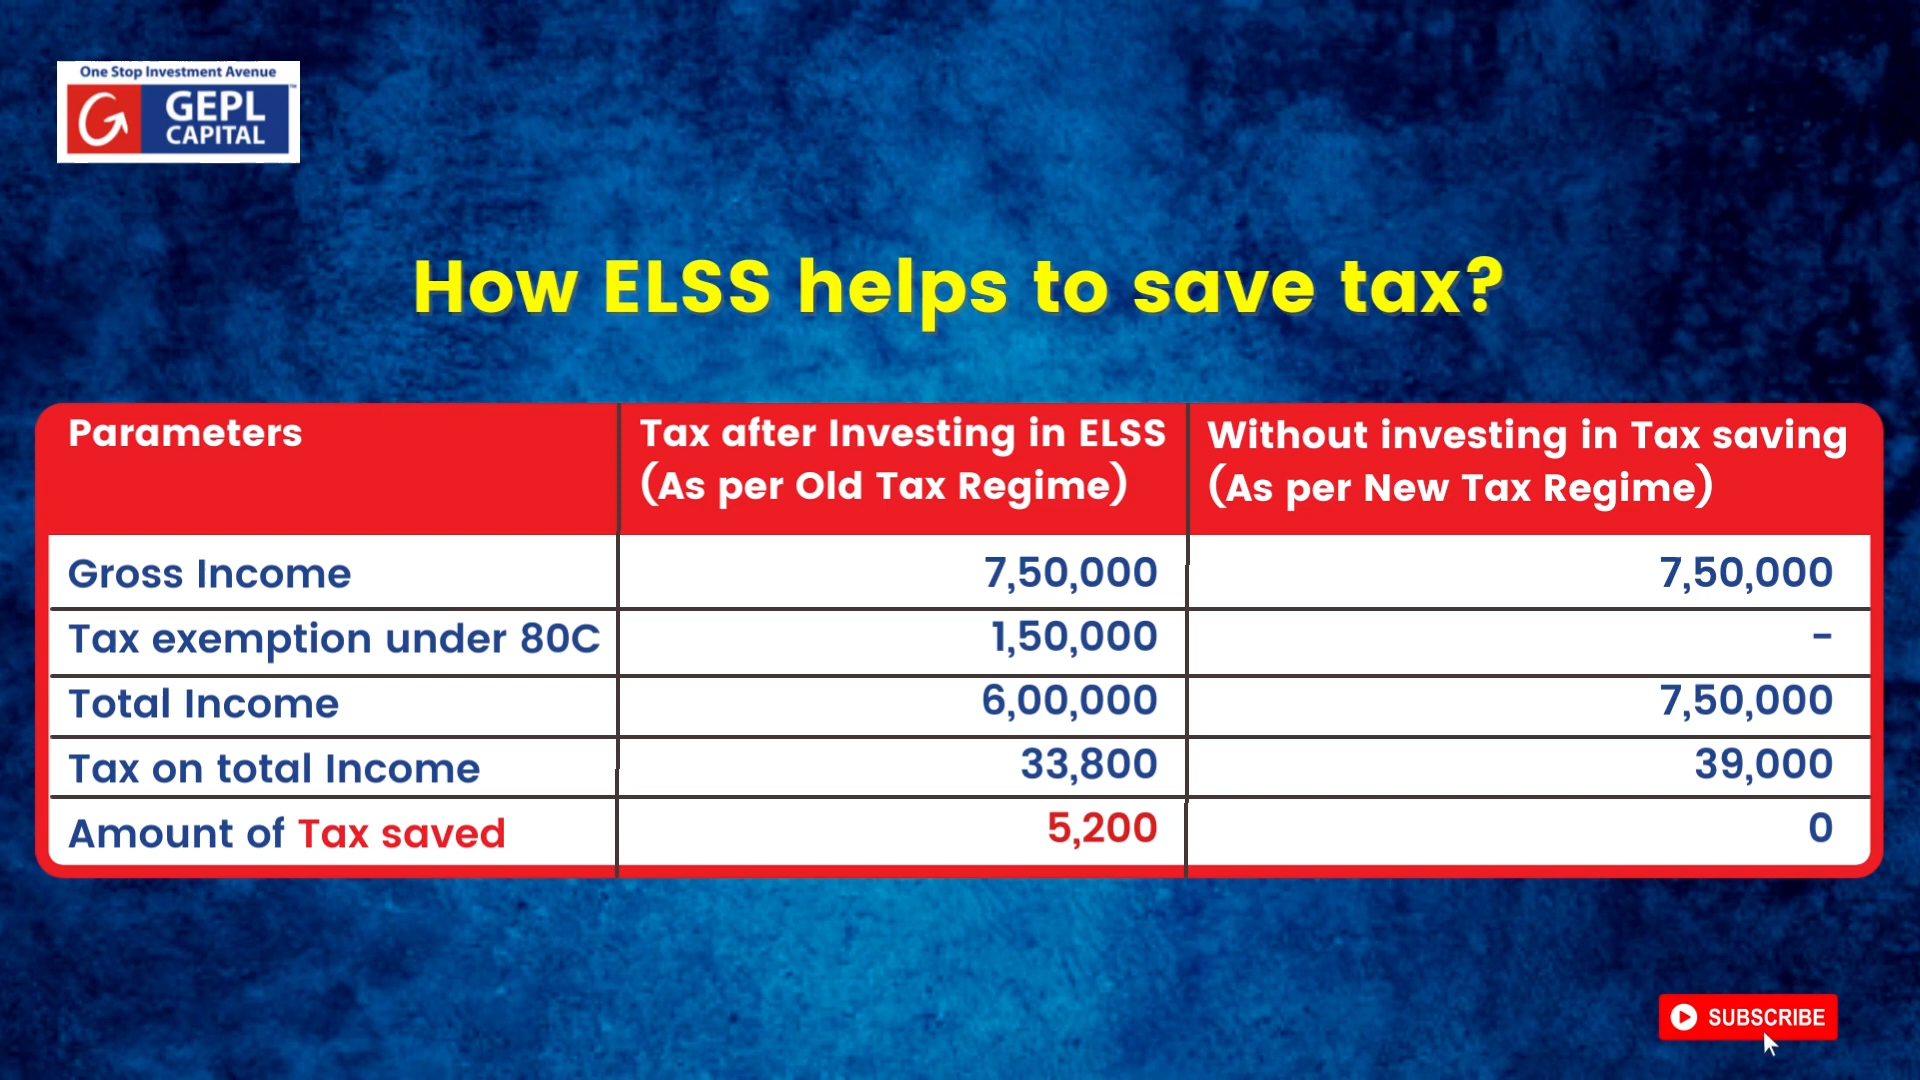 One Stop Investment Avenue
GEPL
CAPITAL
How ELSS helps to save tax?
Parameters
Tax after Investing in ELSS
(As per Old Tax Regime)
Without investing in Tax saving
(As per New Tax Regime)
Gross Income 7,50,000 7,50,000
Tax exemption under 80C 1,50,000 -
Total Income 6,00,000 7,50,000
Tax on total Income 33,800 39,000
Amount of Tax saved 5,200 0
SUBSCRIBE